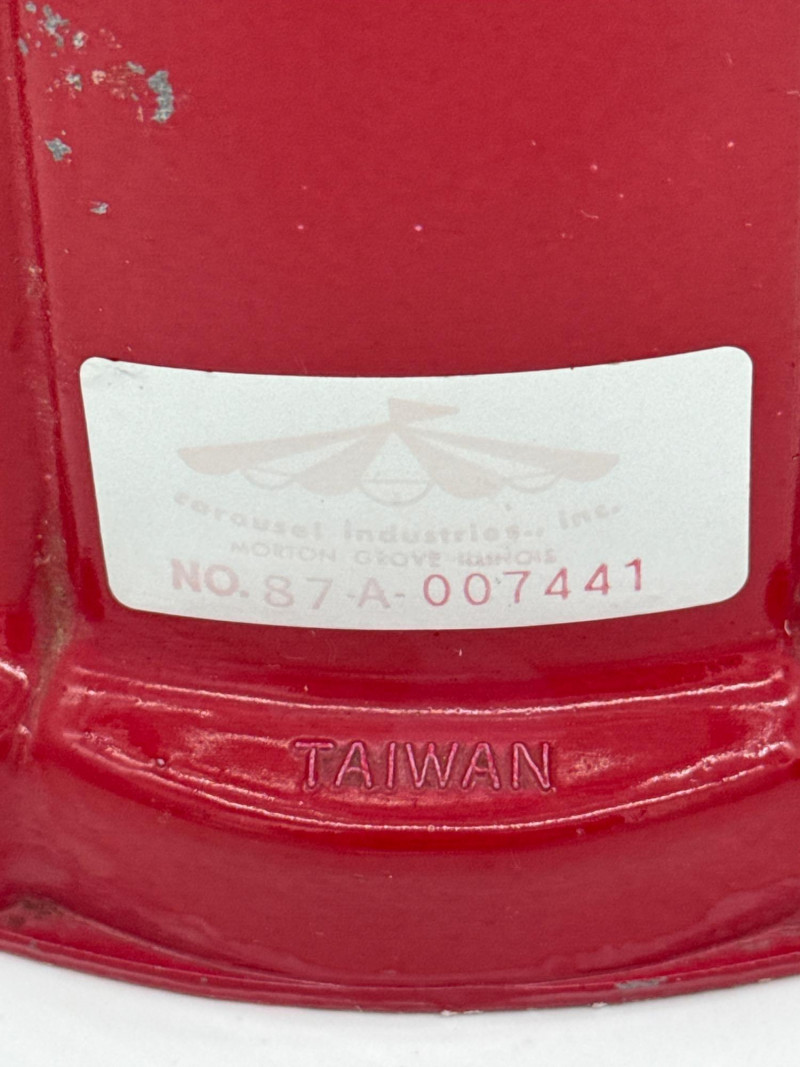 carousel industries., inc.
MORTON GROVE ILLINOIS
NO. 87-A-007441
TAIWAN